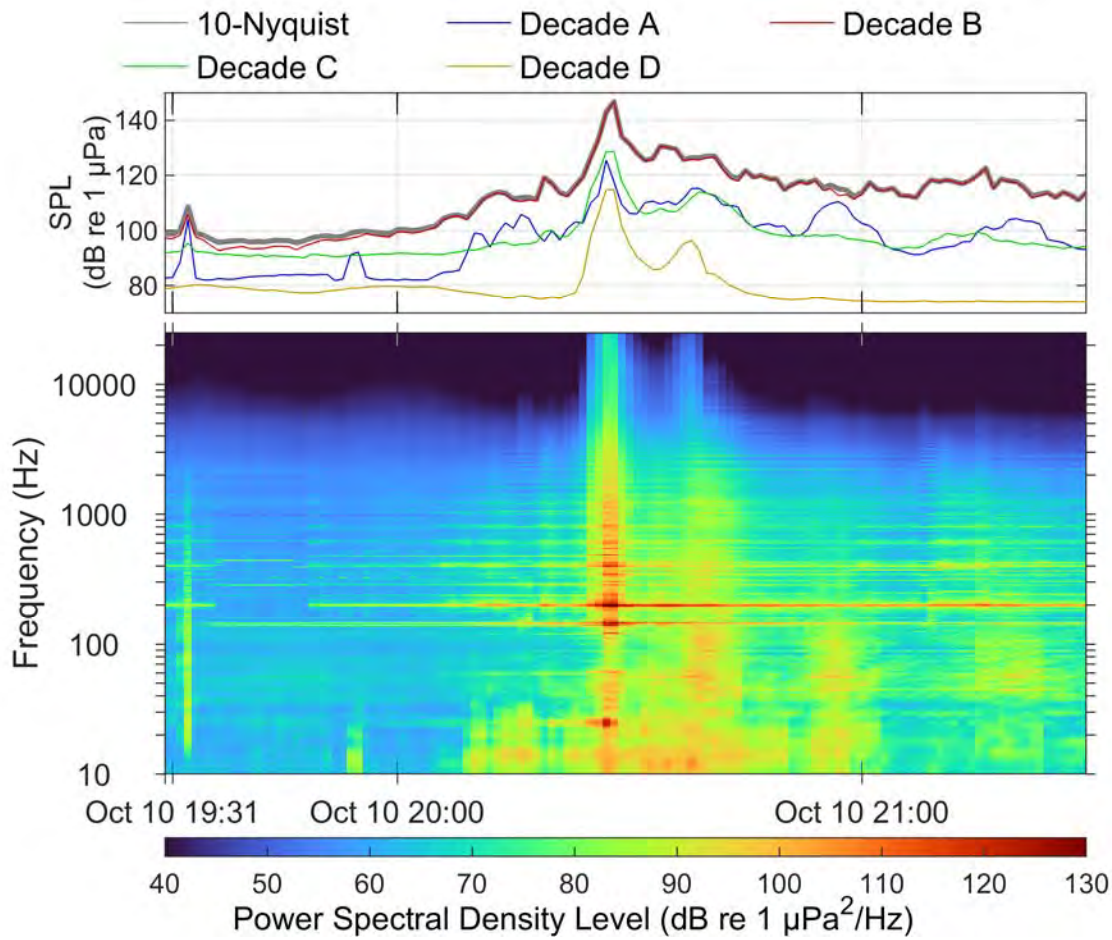 10-Nyquist Decade A Decade B
Decade C Decade D
SPL
(dB re 1 µPa)
140
120
100
80
Frequency (Hz)
10000
1000
100
10
Oct 10 19:31 Oct 10 20:00 Oct 10 21:00
40 50 60 70 80 90 100 110 120 130
Power Spectral Density Level (dB re 1 µPa²/Hz)